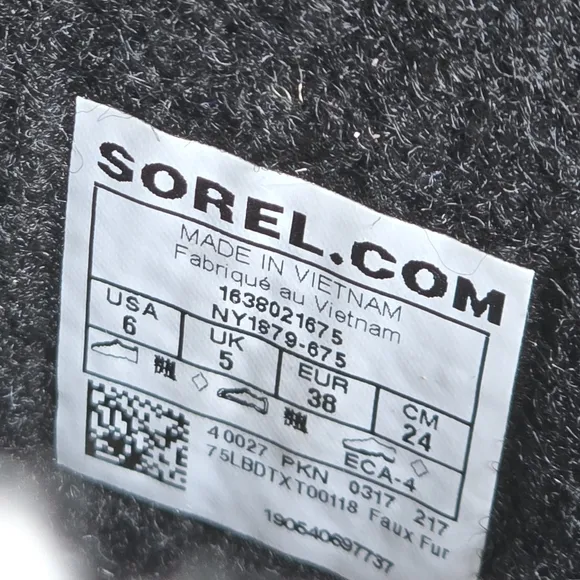 SOREL.COM
MADE IN VIETNAM
Fabriqué au Vietnam
1638021675
NY1879-675
USA UK EUR CM
6 5 38 24
ECA-4
40027 PKN 0317 217
75LBDTXT00118 Faux Fur
190540697737